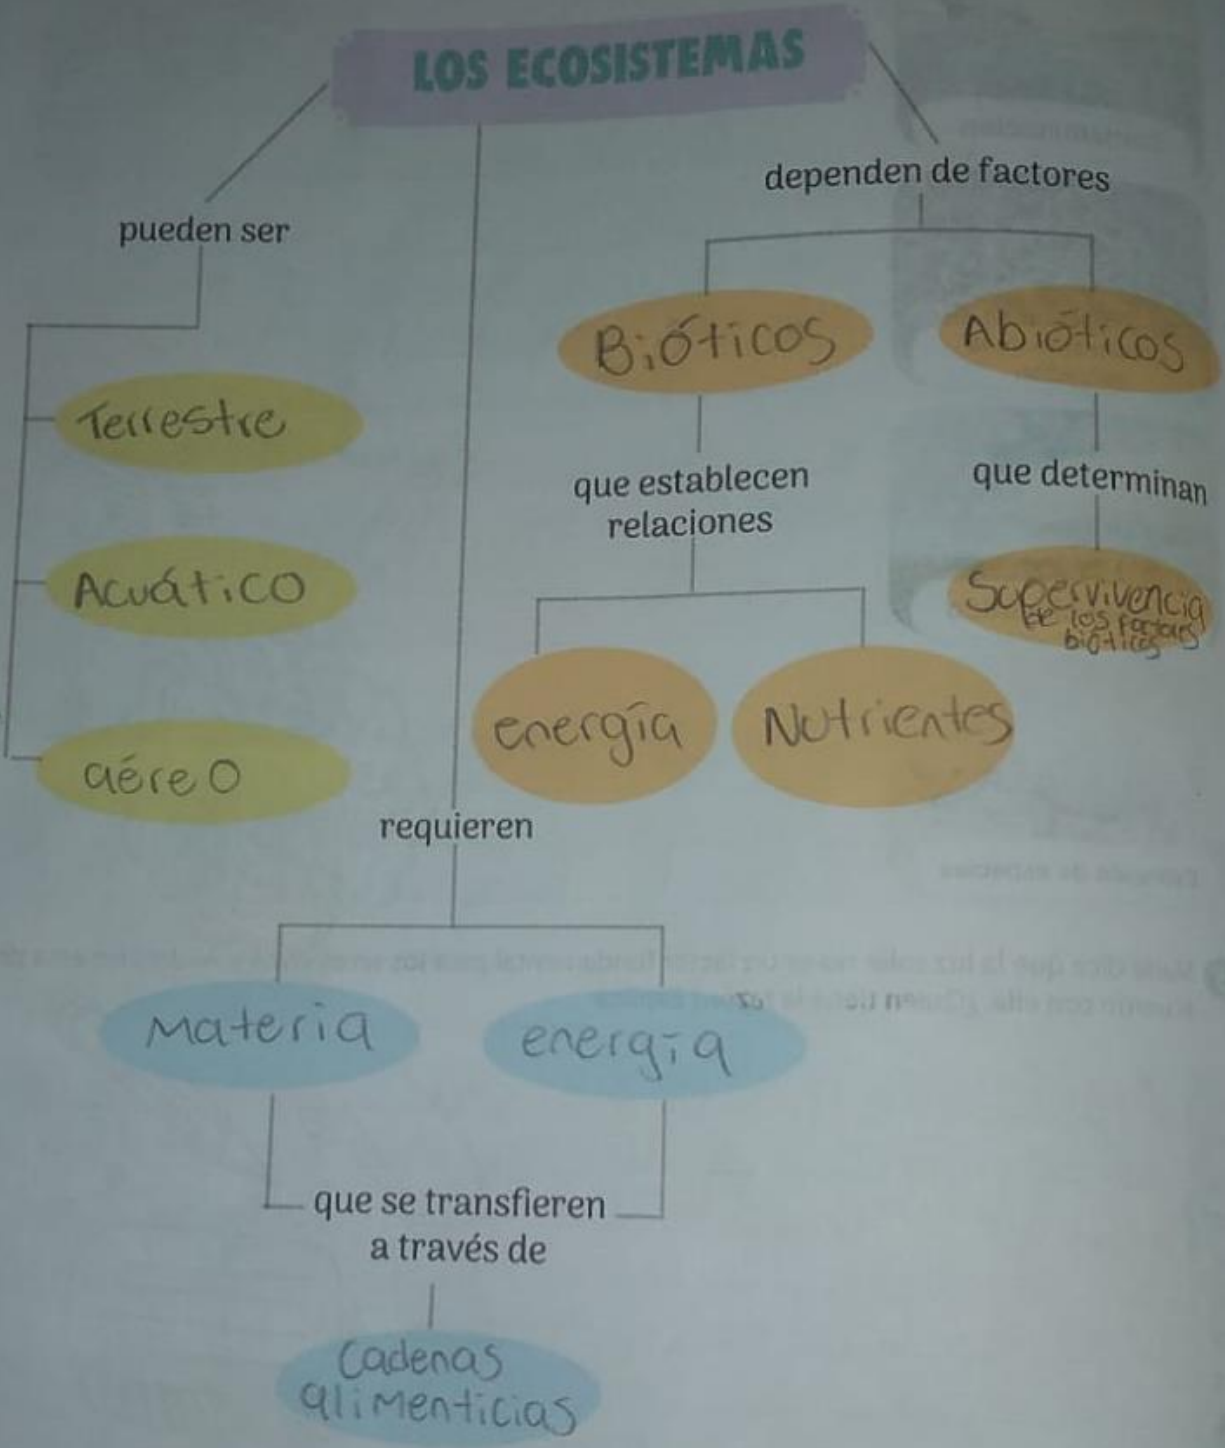 LOS ECOSISTEMAS
pueden ser
Terrestre
Acuático
aéreo
dependen de factores
Bióticos
Abióticos
que establecen
relaciones
que determinan
energía
Nutrientes
Supervivencia
de los factores
bióticos
requieren
Materia
energía
que se transfieren
a través de
Cadenas
alimenticias